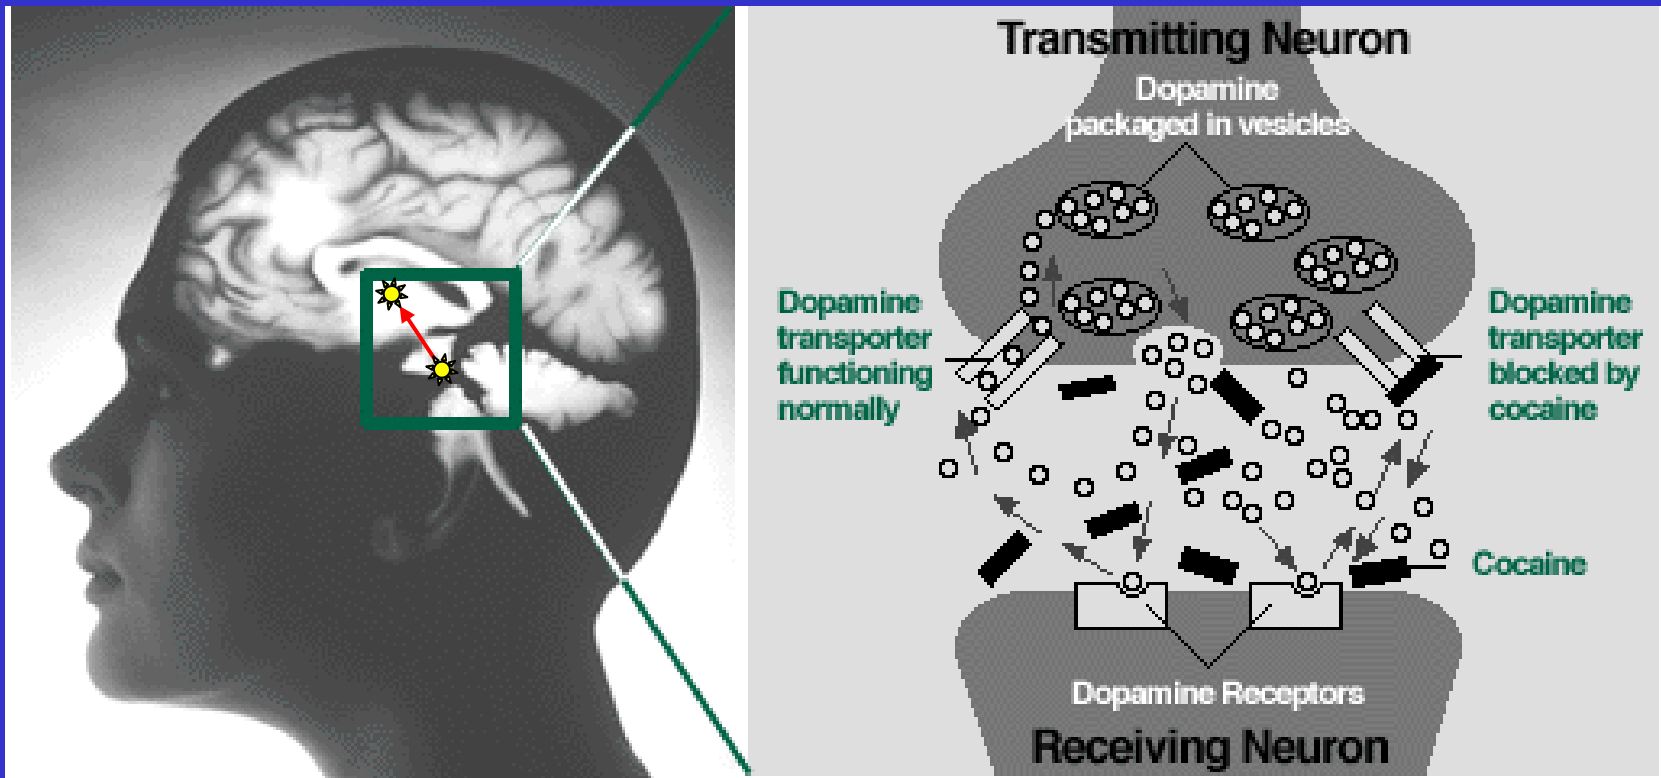 Transmitting Neuron
Dopamine
packaged in vesicles
Dopamine
transporter
functioning
normally
Dopamine
transporter
blocked by
cocaine
Cocaine
Dopamine Receptors
Receiving Neuron